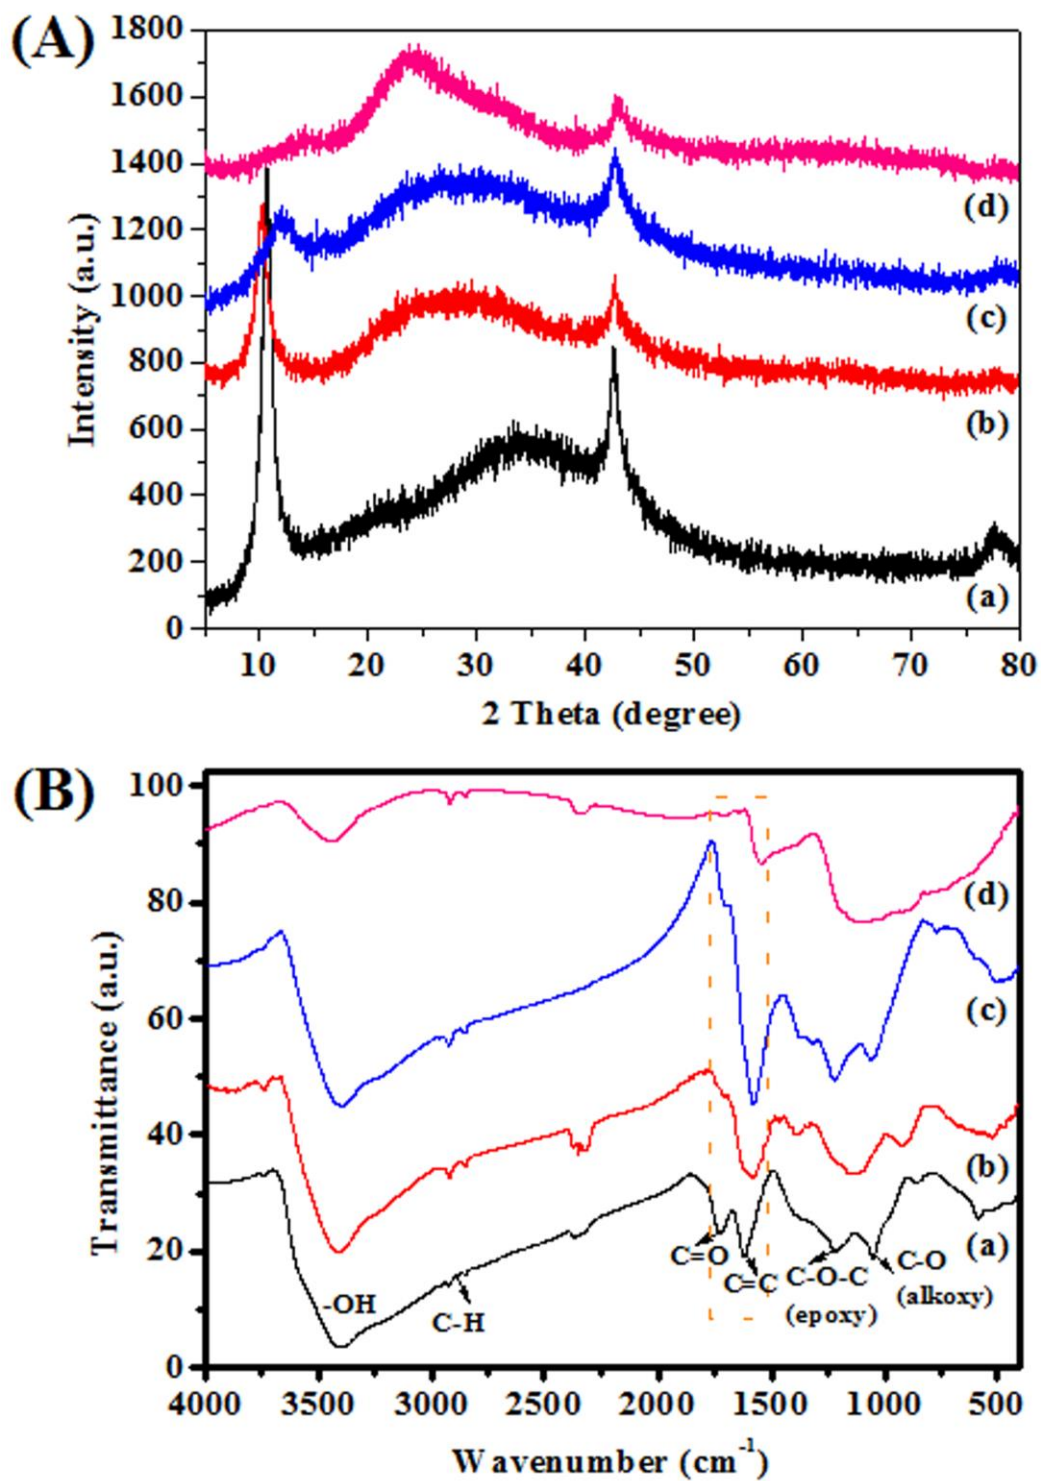 (A)
1800
1600
1400
1200
1000
800
600
400
200
0
Intensity (a.u.)
(d)
(c)
(b)
(a)
10 20 30 40 50 60 70 80
2 Theta (degree)
(B)
100
80
60
40
20
0
Transmittance (a.u.)
(d)
(c)
(b)
(a)
-OH
C-H
C=O
C=C
C-O-C
(epoxy)
C-O
(alkoxy)
4000 3500 3000 2500 2000 1500 1000 500
Wavenumber (cm⁻¹)